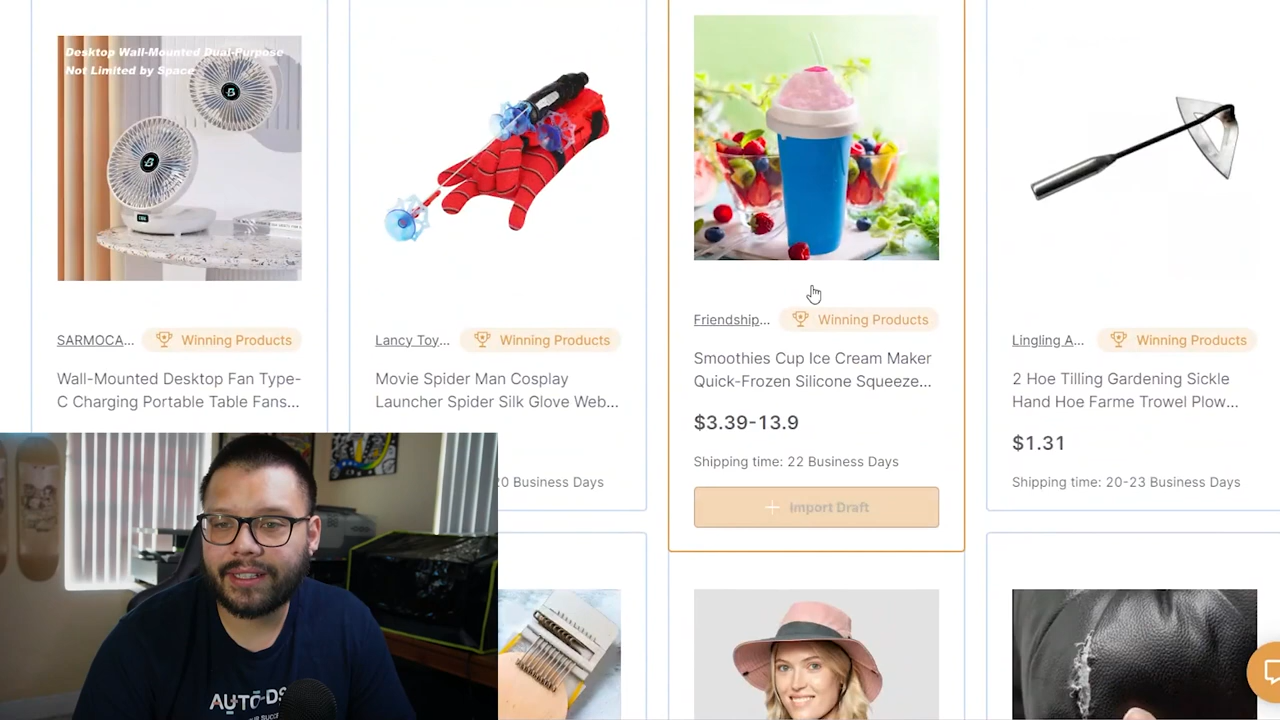 Desktop Wall-Mounted Dual-Purpose
Not Limited by Space
SARMOCA...
Winning Products
Wall-Mounted Desktop Fan Type-
C Charging Portable Table Fans...
Lancy Toy...
Winning Products
Movie Spider Man Cosplay
Launcher Spider Silk Glove Web...
20 Business Days
Friendship...
Winning Products
Smoothies Cup Ice Cream Maker
Quick-Frozen Silicone Squeeze...
$3.39-13.9
Shipping time: 22 Business Days
+ Import Draft
Lingling A...
Winning Products
2 Hoe Tilling Gardening Sickle
Hand Hoe Farme Trowel Plow...
$1.31
Shipping time: 20-23 Business Days
AUTO-DS